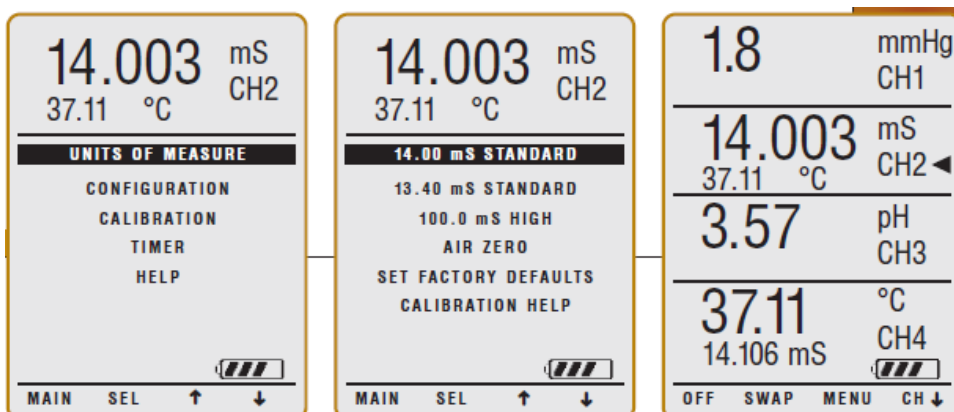 14.003 mS
CH2
37.11 °C
UNITS OF MEASURE
CONFIGURATION
CALIBRATION
TIMER
HELP
MAIN SEL ↑ ↓
14.003 mS
CH2
37.11 °C
14.00 mS STANDARD
13.40 mS STANDARD
100.0 mS HIGH
AIR ZERO
SET FACTORY DEFAULTS
CALIBRATION HELP
MAIN SEL ↑ ↓
1.8 mmHg
CH1
14.003 mS
37.11 °C CH2◄
3.57 pH
CH3
37.11 °C
CH4
14.106 mS
OFF SWAP MENU CH ↓